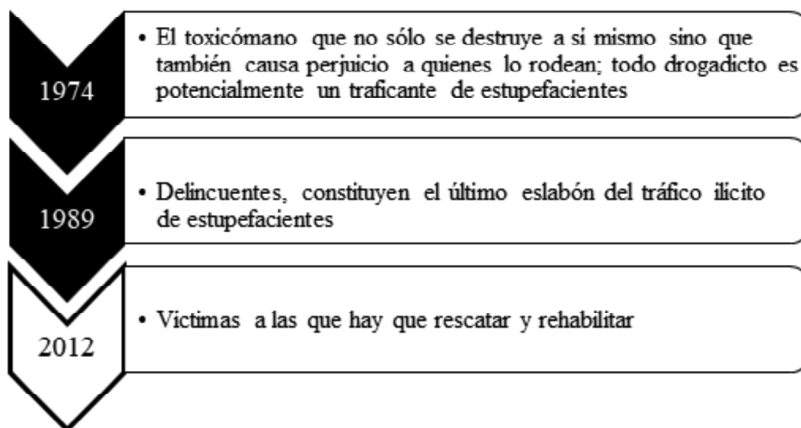 1974
• El toxicómano que no sólo se destruye a sí mismo sino que
también causa perjuicio a quienes lo rodean; todo drogadicto es
potencialmente un traficante de estupefacientes
1989
• Delincuentes, constituyen el último eslabón del tráfico ilícito
de estupefacientes
2012
• Víctimas a las que hay que rescatar y rehabilitar